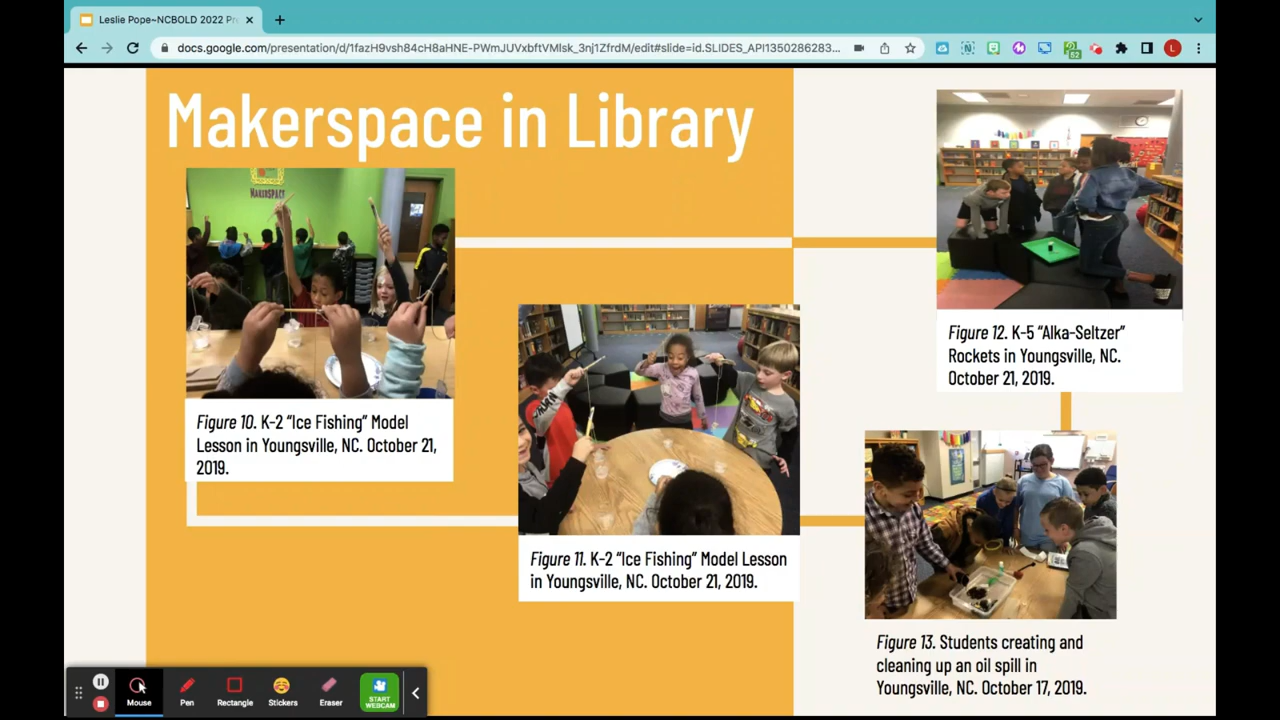 Leslie Pope~NCBOLD 2022 Pr
docs.google.com/presentation/d/1fazH9vsh84cH8aHNE-PWmJUVxbftVMlsk_3nj1ZfrdM/edit#slide=id.SLIDES_API1350286283...
52
L
Makerspace in Library
MAKERSPACE
Figure 10. K-2 “Ice Fishing” Model
Lesson in Youngsville, NC. October 21,
2019.
Figure 11. K-2 “Ice Fishing” Model Lesson
in Youngsville, NC. October 21, 2019.
Figure 12. K-5 “Alka-Seltzer”
Rockets in Youngsville, NC.
October 21, 2019.
Figure 13. Students creating and
cleaning up an oil spill in
Youngsville, NC. October 17, 2019.
Mouse
Pen
Rectangle
Stickers
Eraser
START
WEBCAM